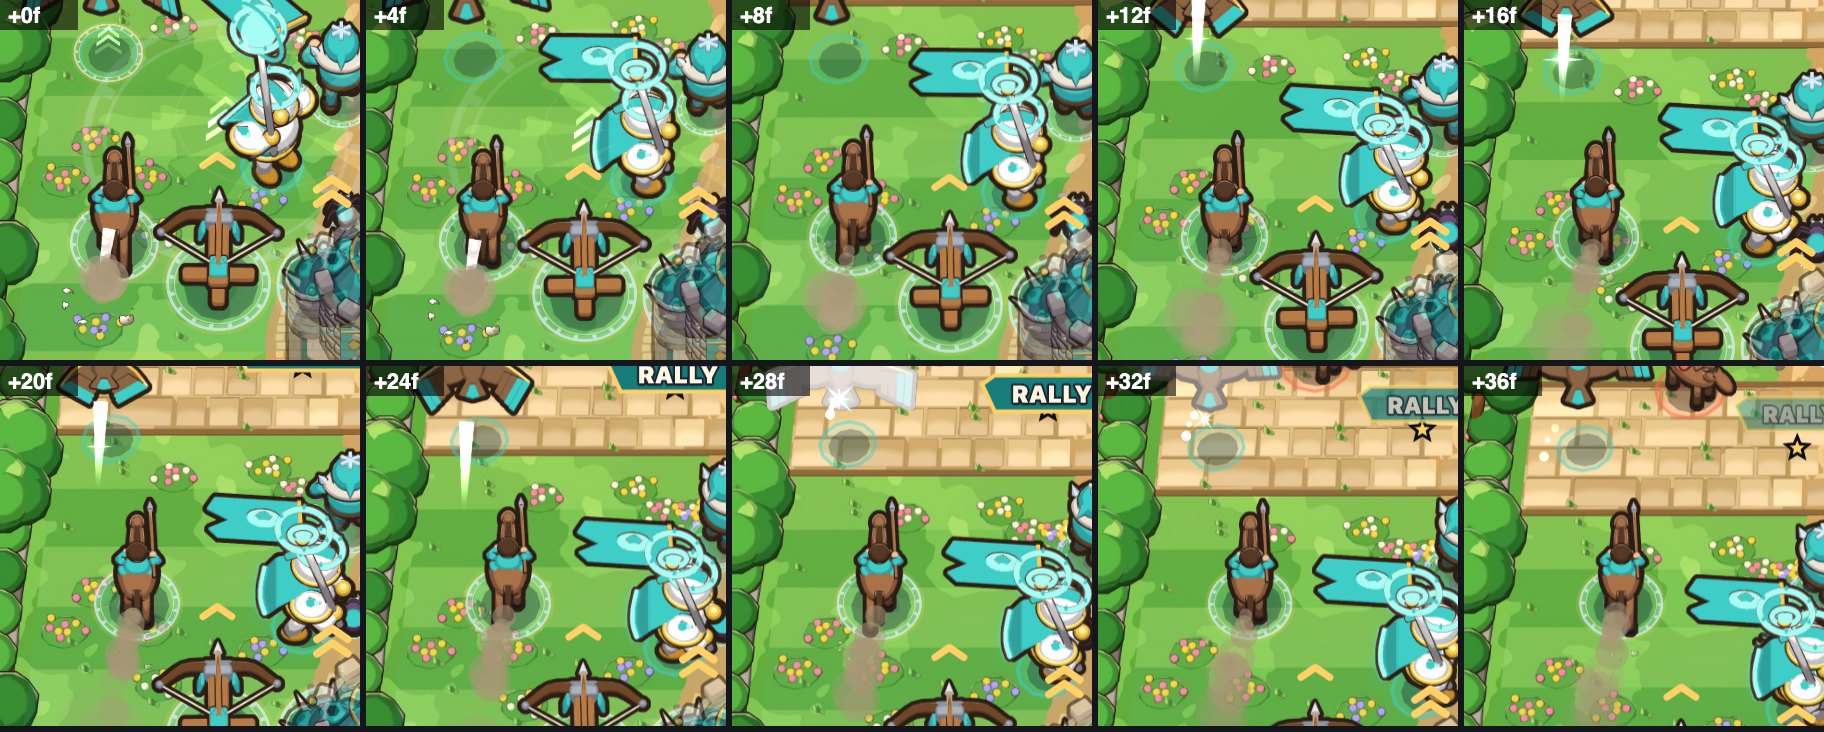 +0f
+4f
+8f
+12f
+16f
+20f
+24f
RALLY
+28f
RALLY
+32f
RALLY
+36f
RALLY